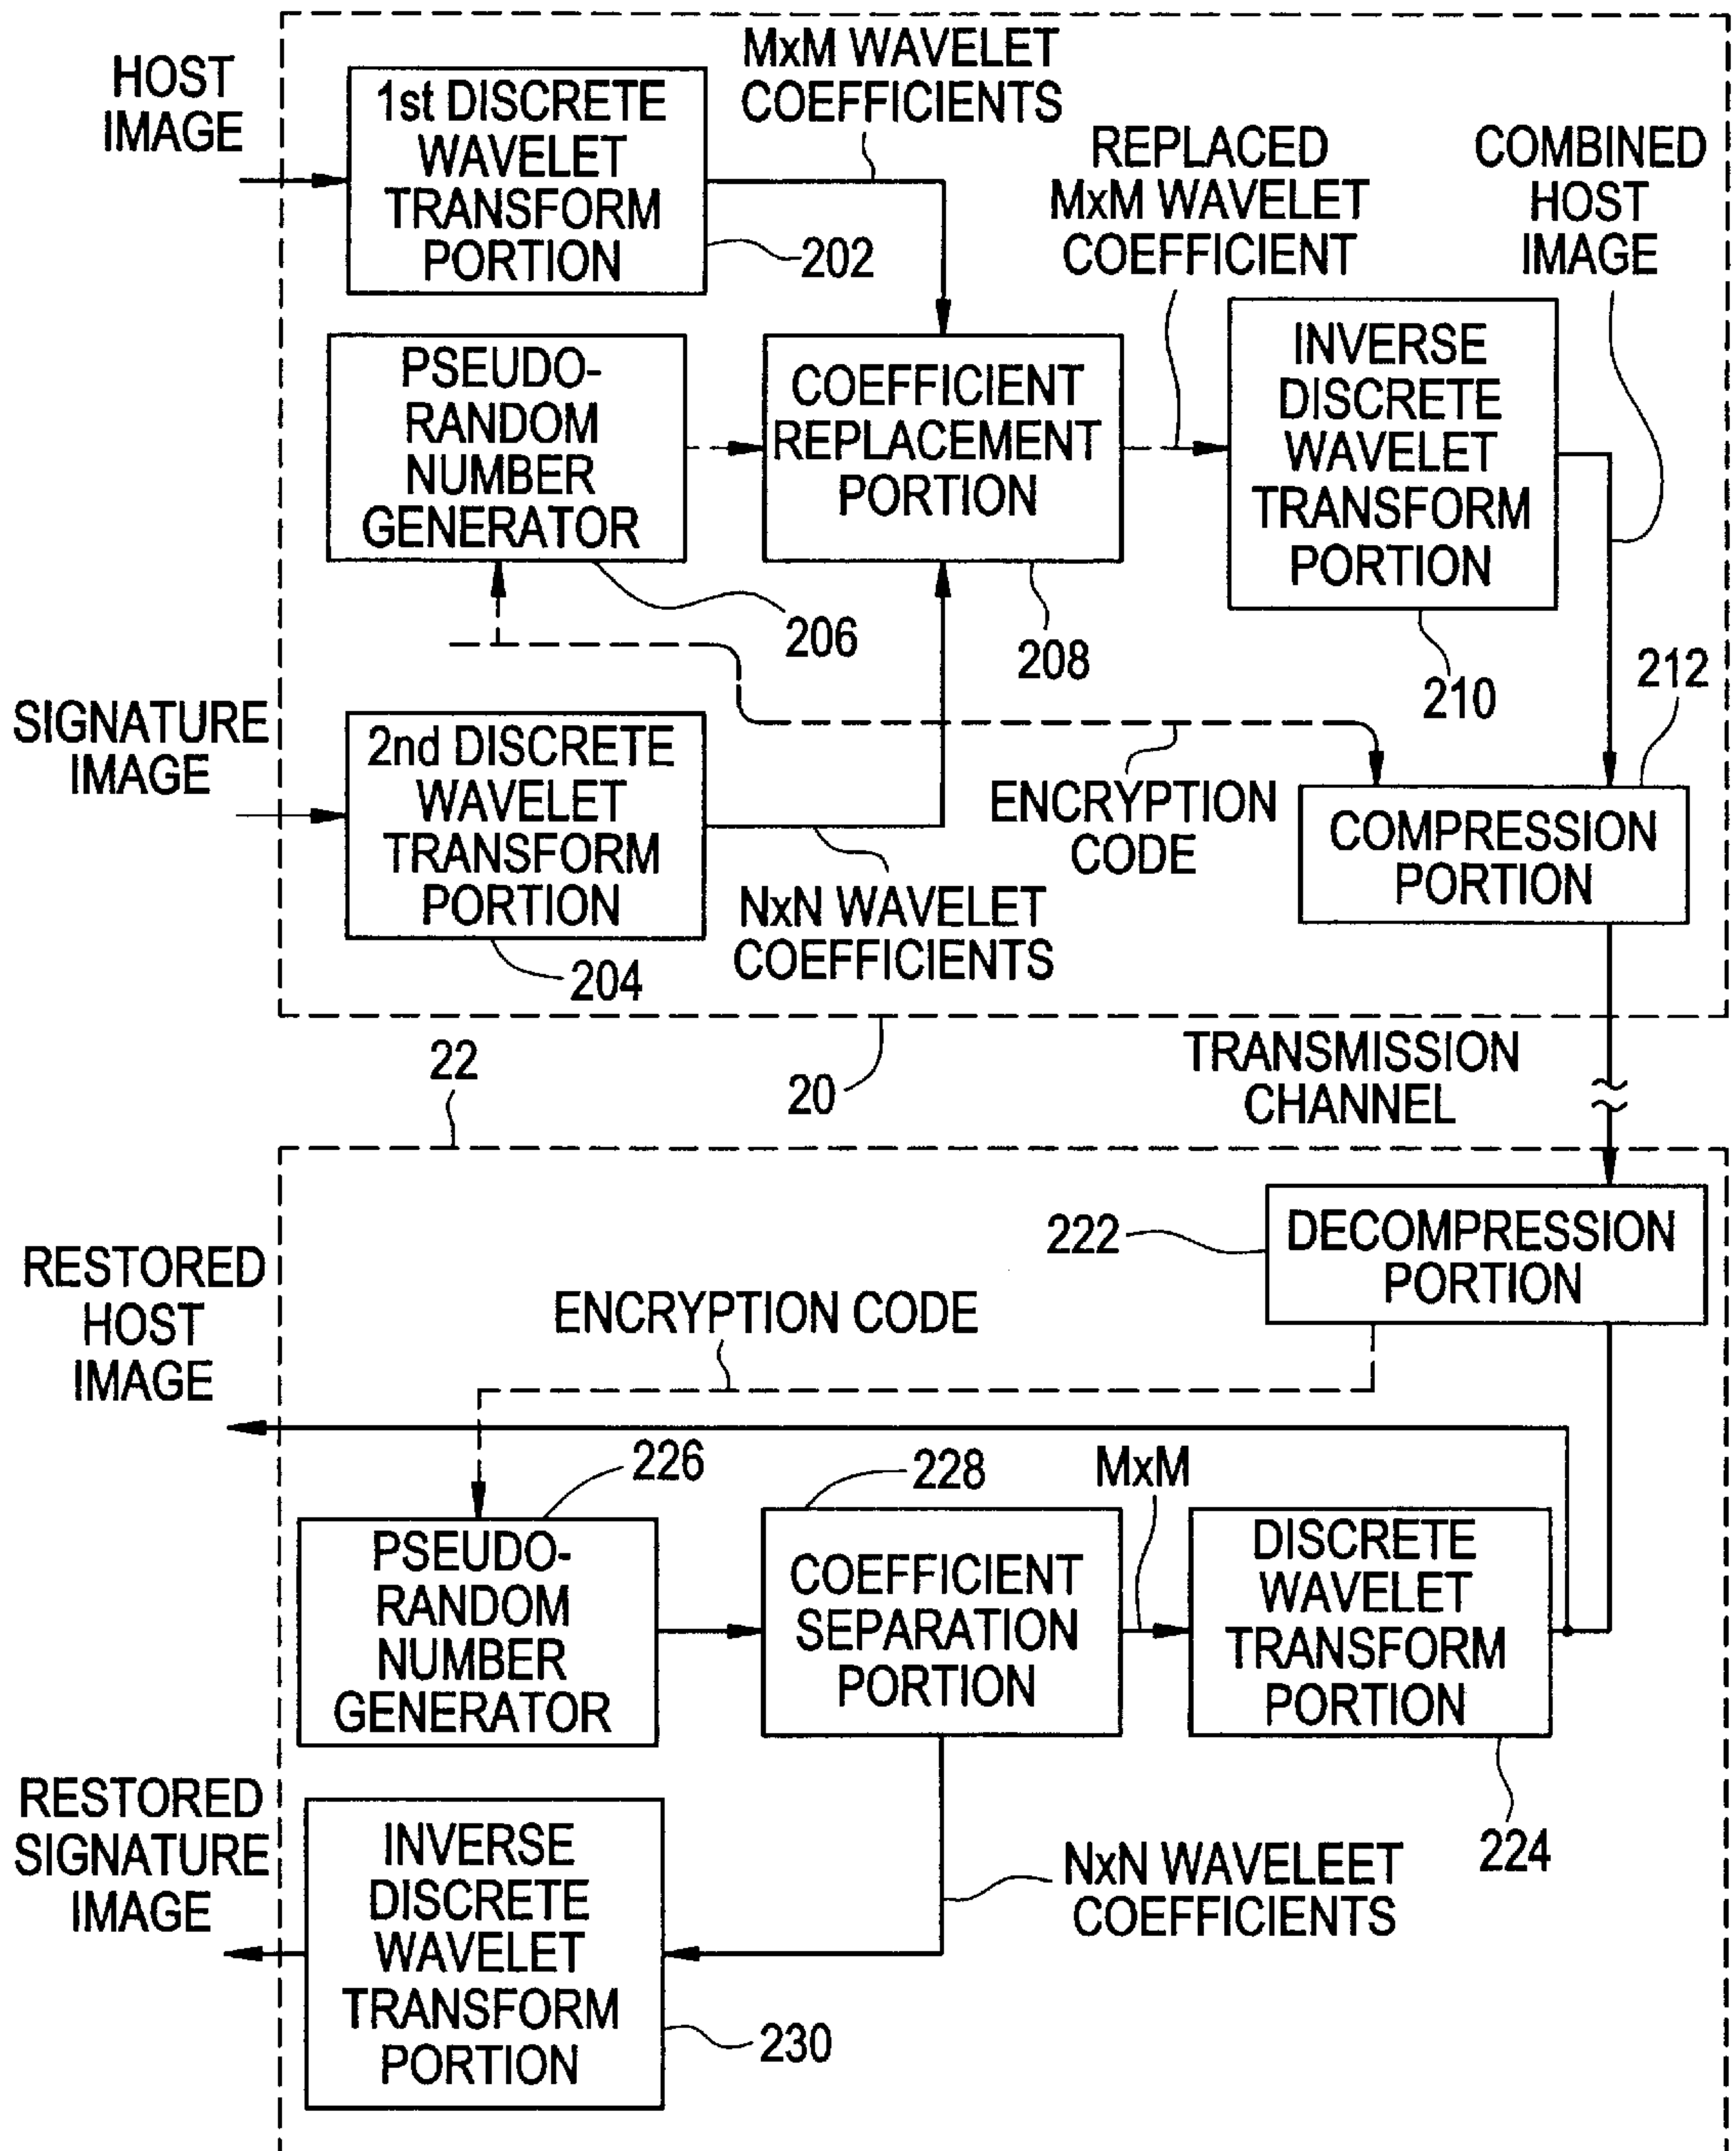 HOST
IMAGE
1st DISCRETE
WAVELET
TRANSFORM
PORTION
202
MxM WAVELET
COEFFICIENTS
REPLACED
MxM WAVELET
COEFFICIENT
COMBINED
HOST
IMAGE
PSEUDO-
RANDOM
NUMBER
GENERATOR
206
COEFFICIENT
REPLACEMENT
PORTION
208
INVERSE
DISCRETE
WAVELET
TRANSFORM
PORTION
210
212
SIGNATURE
IMAGE
2nd DISCRETE
WAVELET
TRANSFORM
PORTION
204
NxN WAVELET
COEFFICIENTS
ENCRYPTION
CODE
COMPRESSION
PORTION
22
20
TRANSMISSION
CHANNEL
222
DECOMPRESSION
PORTION
RESTORED
HOST
IMAGE
ENCRYPTION CODE
226
228
MxM
PSEUDO-
RANDOM
NUMBER
GENERATOR
COEFFICIENT
SEPARATION
PORTION
DISCRETE
WAVELET
TRANSFORM
PORTION
224
RESTORED
SIGNATURE
IMAGE
INVERSE
DISCRETE
WAVELET
TRANSFORM
PORTION
230
NxN WAVELEET
COEFFICIENTS